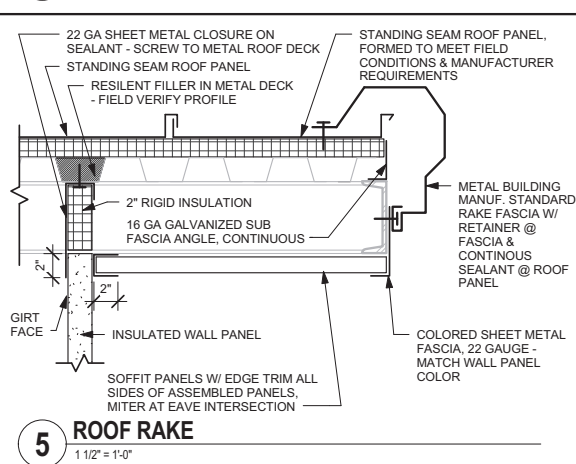 22 GA SHEET METAL CLOSURE ON
SEALANT - SCREW TO METAL ROOF DECK
STANDING SEAM ROOF PANEL
RESILENT FILLER IN METAL DECK
- FIELD VERIFY PROFILE
STANDING SEAM ROOF PANEL,
FORMED TO MEET FIELD
CONDITIONS & MANUFACTURER
REQUIREMENTS
2" RIGID INSULATION
16 GA GALVANIZED SUB
FASCIA ANGLE, CONTINUOUS
METAL BUILDING
MANUF. STANDARD
RAKE FASCIA W/
RETAINER @
FASCIA &
CONTINOUS
SEALANT @ ROOF
PANEL
2"
2"
GIRT
FACE
INSULATED WALL PANEL
SOFFIT PANELS W/ EDGE TRIM ALL
SIDES OF ASSEMBLED PANELS,
MITER AT EAVE INTERSECTION
COLORED SHEET METAL
FASCIA, 22 GAUGE -
MATCH WALL PANEL
COLOR
5 ROOF RAKE
1 1/2" = 1'-0"